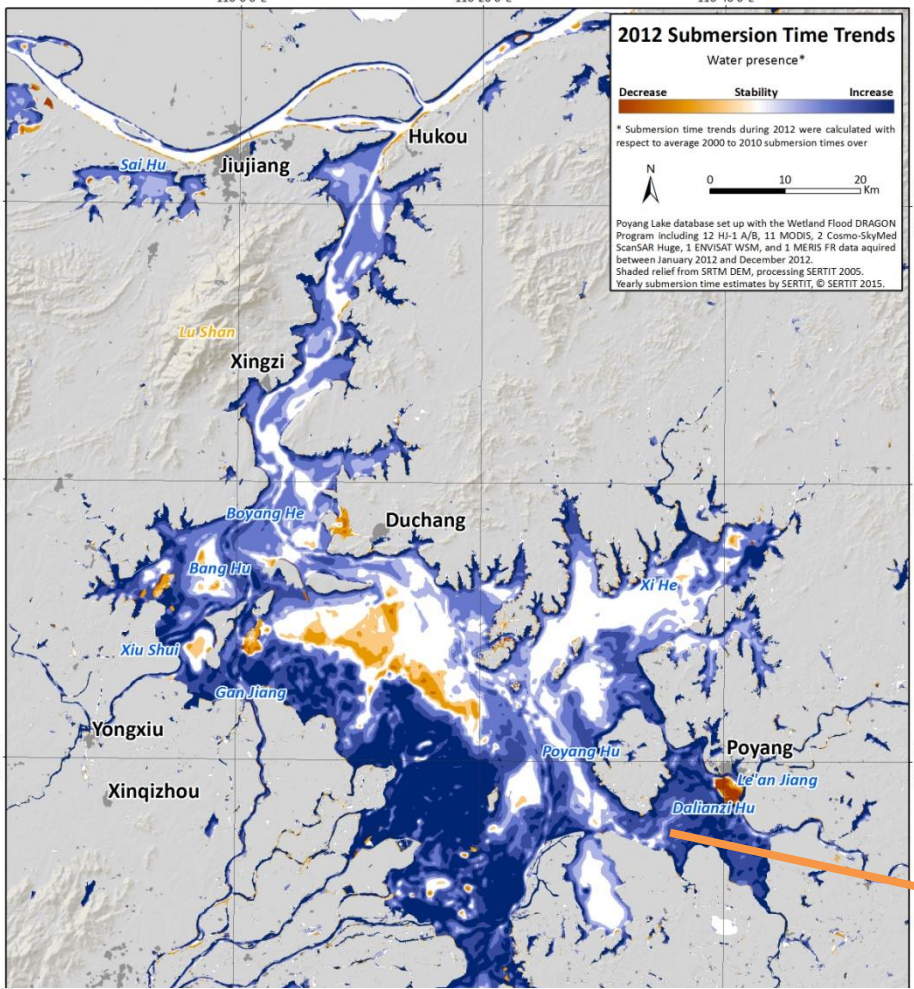 2012 Submersion Time Trends
Water presence*
Decrease Stability Increase
* Submersion time trends during 2012 were calculated with
respect to average 2000 to 2010 submersion times over
N
0 10 20
Km
Poyang Lake database set up with the Wetland Flood DRAGON
Program including 12 HJ-1 A/B, 11 MODIS, 2 Cosmo-SkyMed
ScanSAR Huge, 1 ENVISAT WSM, and 1 MERIS FR data aquired
between January 2012 and December 2012.
Shaded relief from SRTM DEM, processing SERTIT 2005.
Yearly submersion time estimates by SERTIT, © SERTIT 2015.
Hukou
Sai Hu
Jiujiang
Lu Shan
Xingzi
Boyang He
Duchang
Bang Hu
Xi He
Xiu Shui
Gan Jiang
Yongxiu
Poyang Hu
Poyang
Le'an Jiang
Xinqizhou
Dalianzi Hu